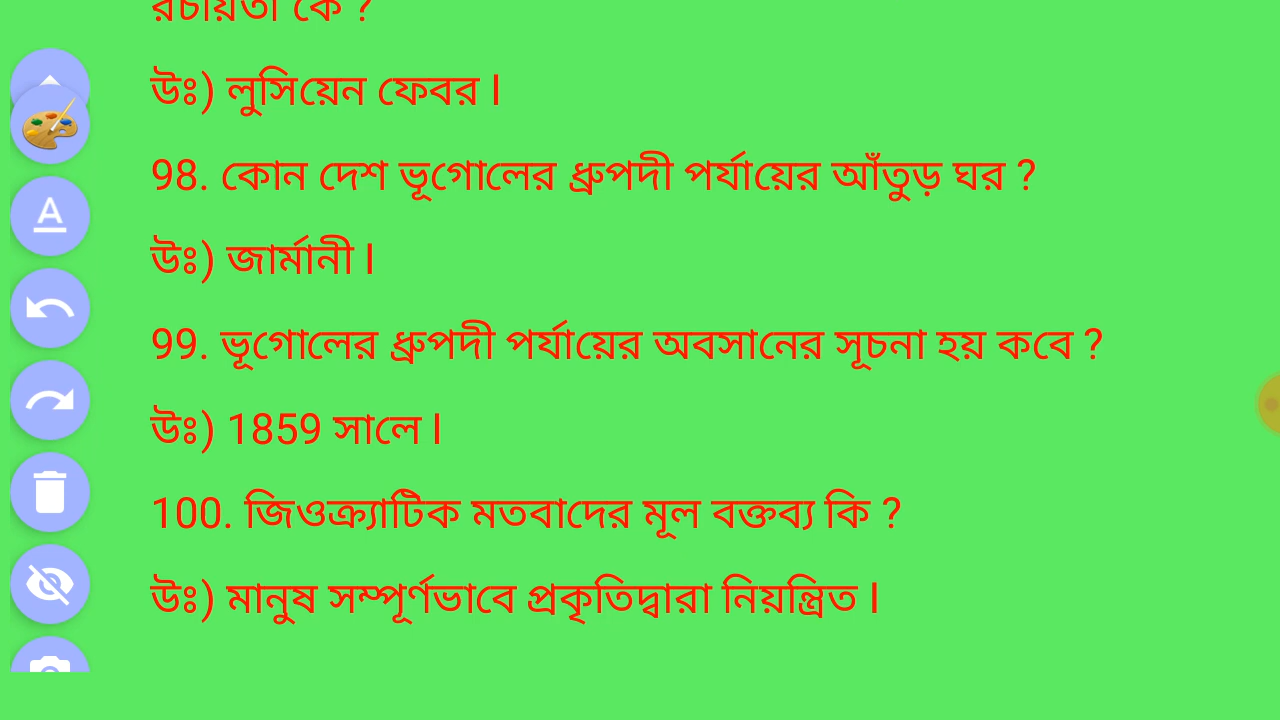 রচয়িতা কে ?
উঃ) লুসিয়েন ফেবর l
98. কোন দেশ ভূগোলের ধ্রুপদী পর্যায়ের আঁতুড় ঘর ?
উঃ) জার্মানী l
99. ভূগোলের ধ্রুপদী পর্যায়ের অবসানের সূচনা হয় কবে ?
উঃ) 1859 সালে l
100. জিওক্র্যাটিক মতবাদের মূল বক্তব্য কি ?
উঃ) মানুষ সম্পূর্ণভাবে প্রকৃতিদ্বারা নিয়ন্ত্রিত l